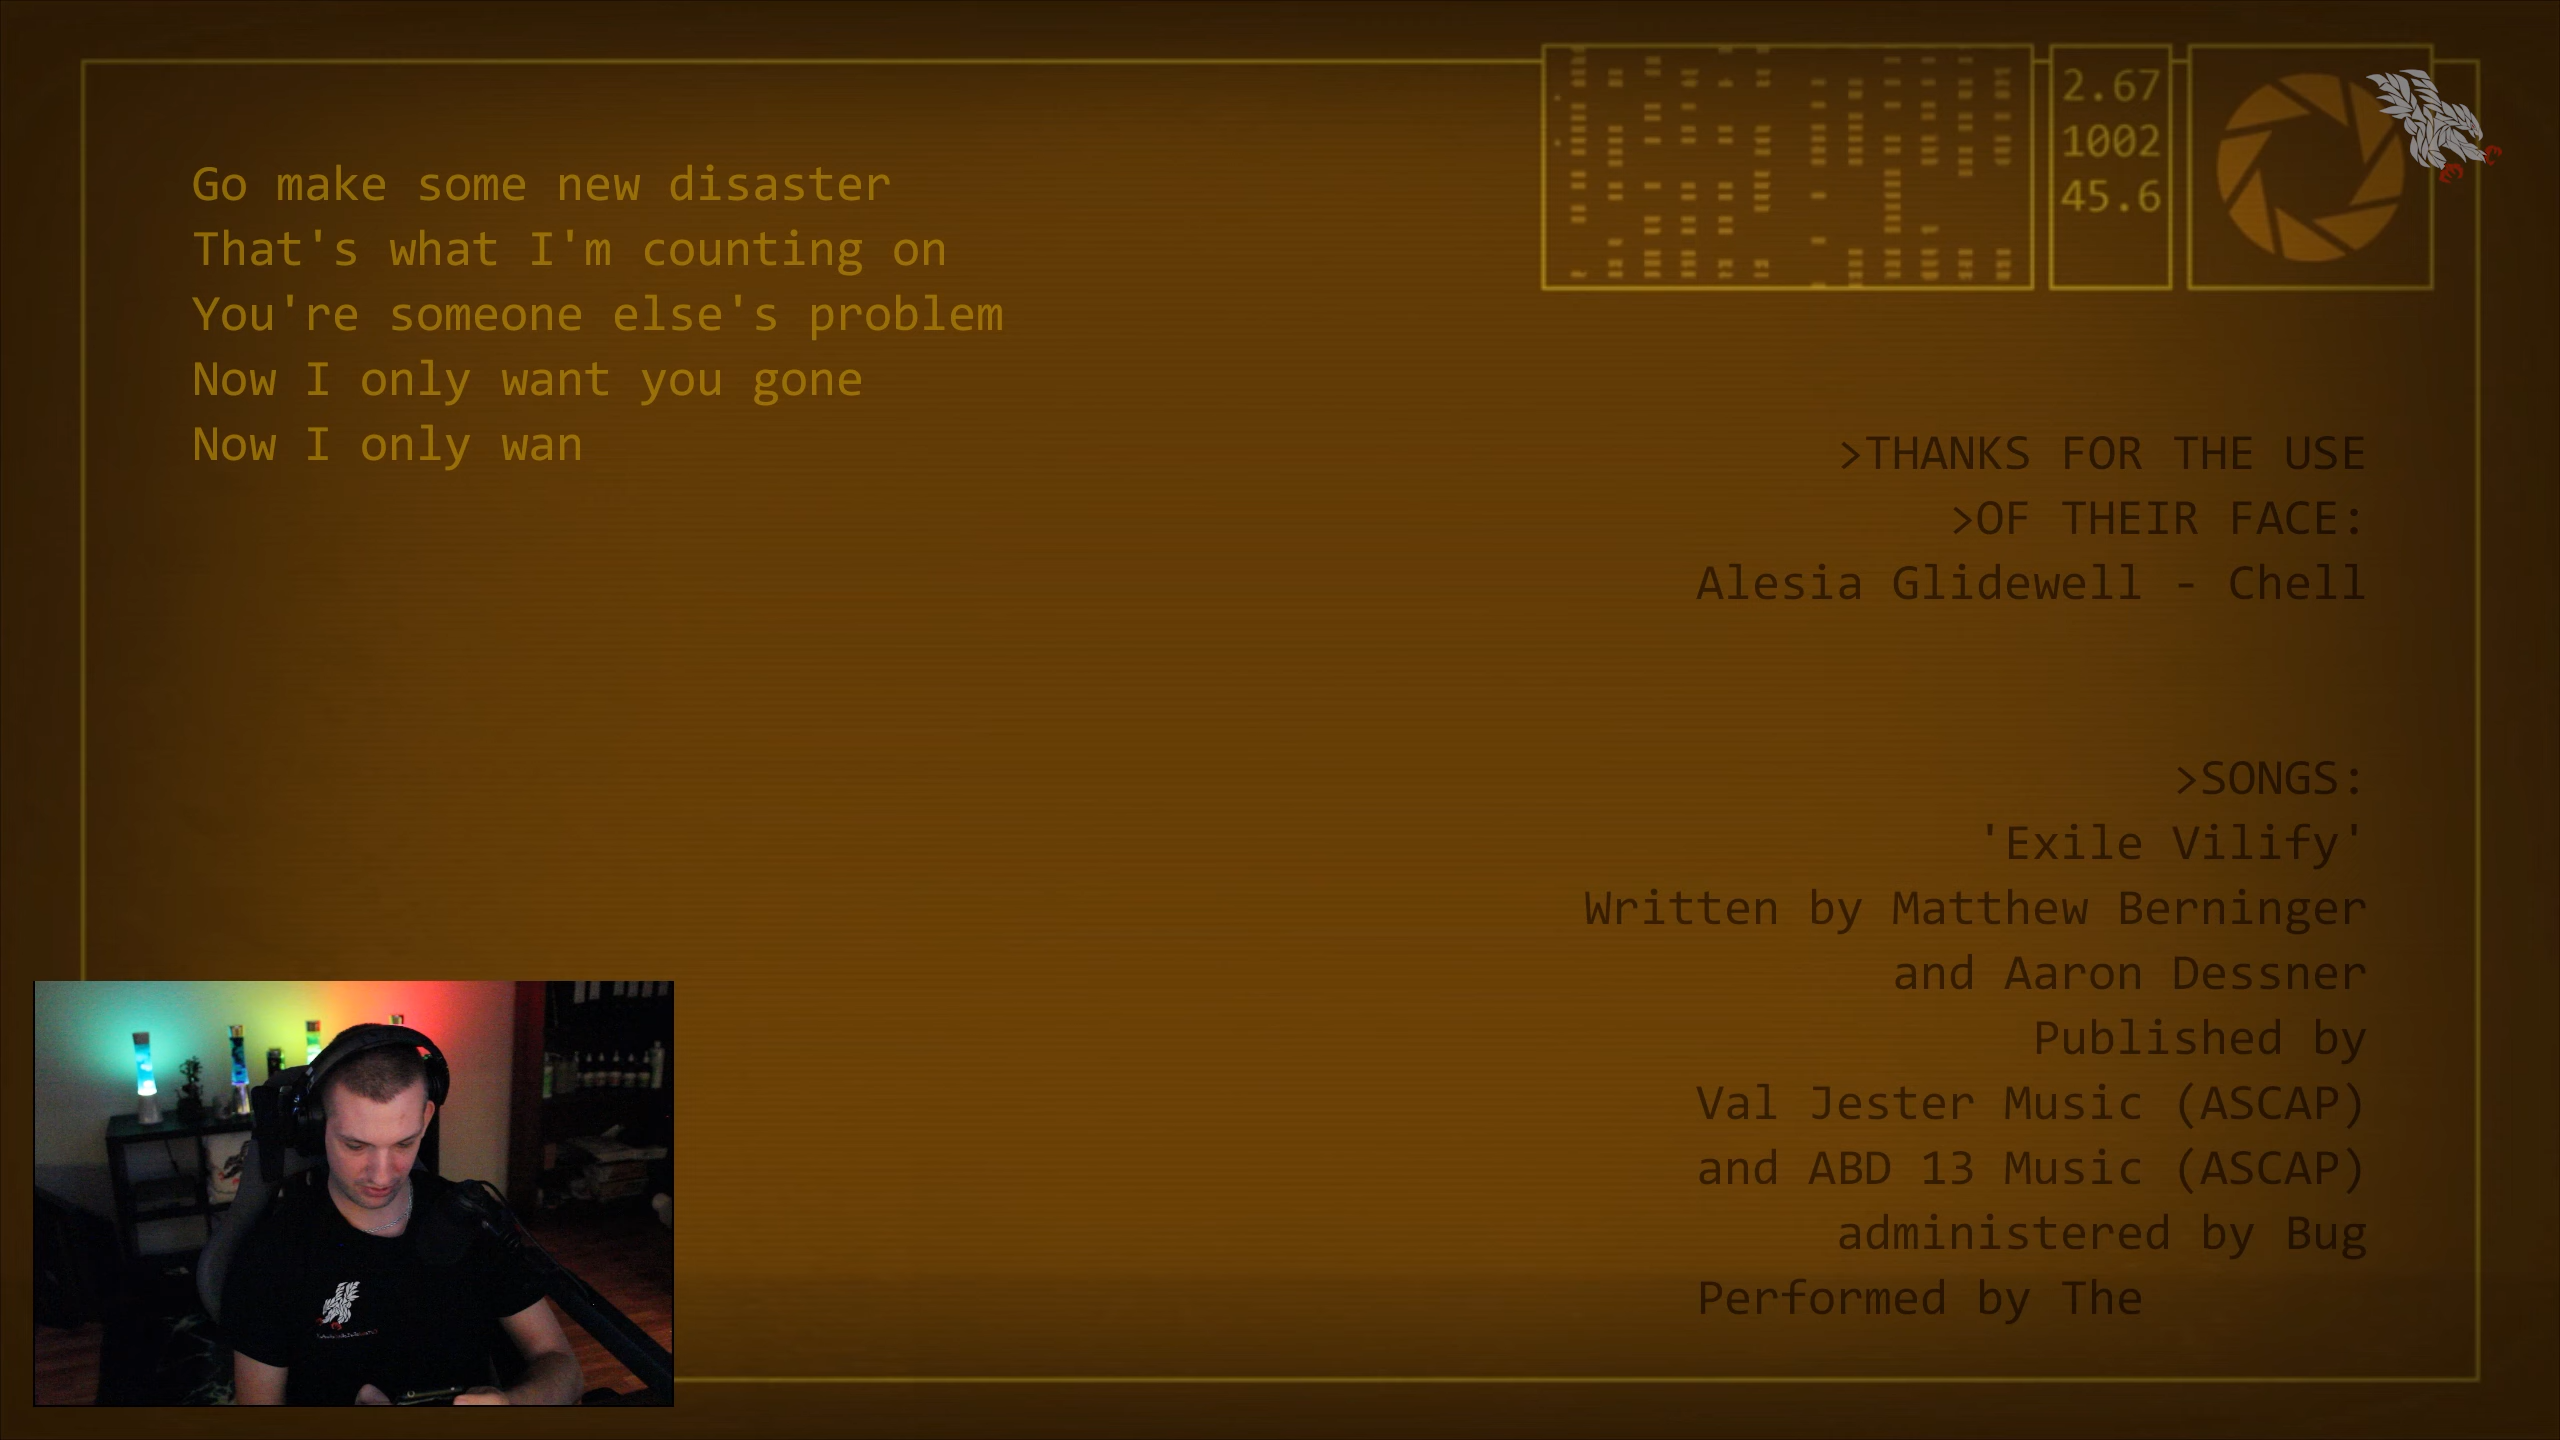 Go make some new disaster
That's what I'm counting on
You're someone else's problem
Now I only want you gone
Now I only wan
2.67
1002
45.6
>THANKS FOR THE USE
>OF THEIR FACE:
Alesia Glidewell - Chell
>SONGS:
'Exile Vilify'
Written by Matthew Berninger
and Aaron Dessner
Published by
Val Jester Music (ASCAP)
and ABD 13 Music (ASCAP)
administered by Bug
Performed by The